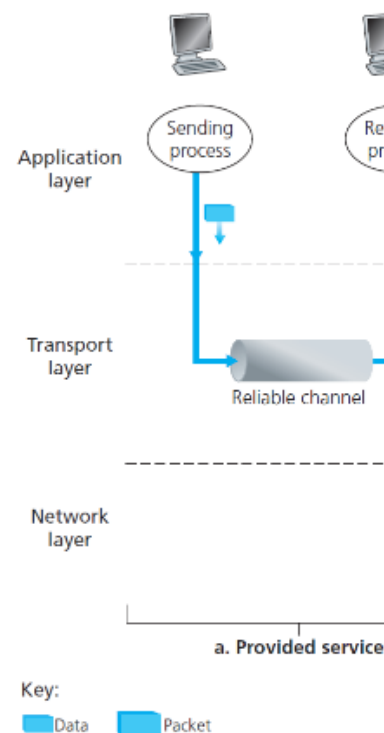 Sending
process
Application
layer
Transport
layer
Reliable channel
Network
layer
a. Provided service
Key:
Data
Packet